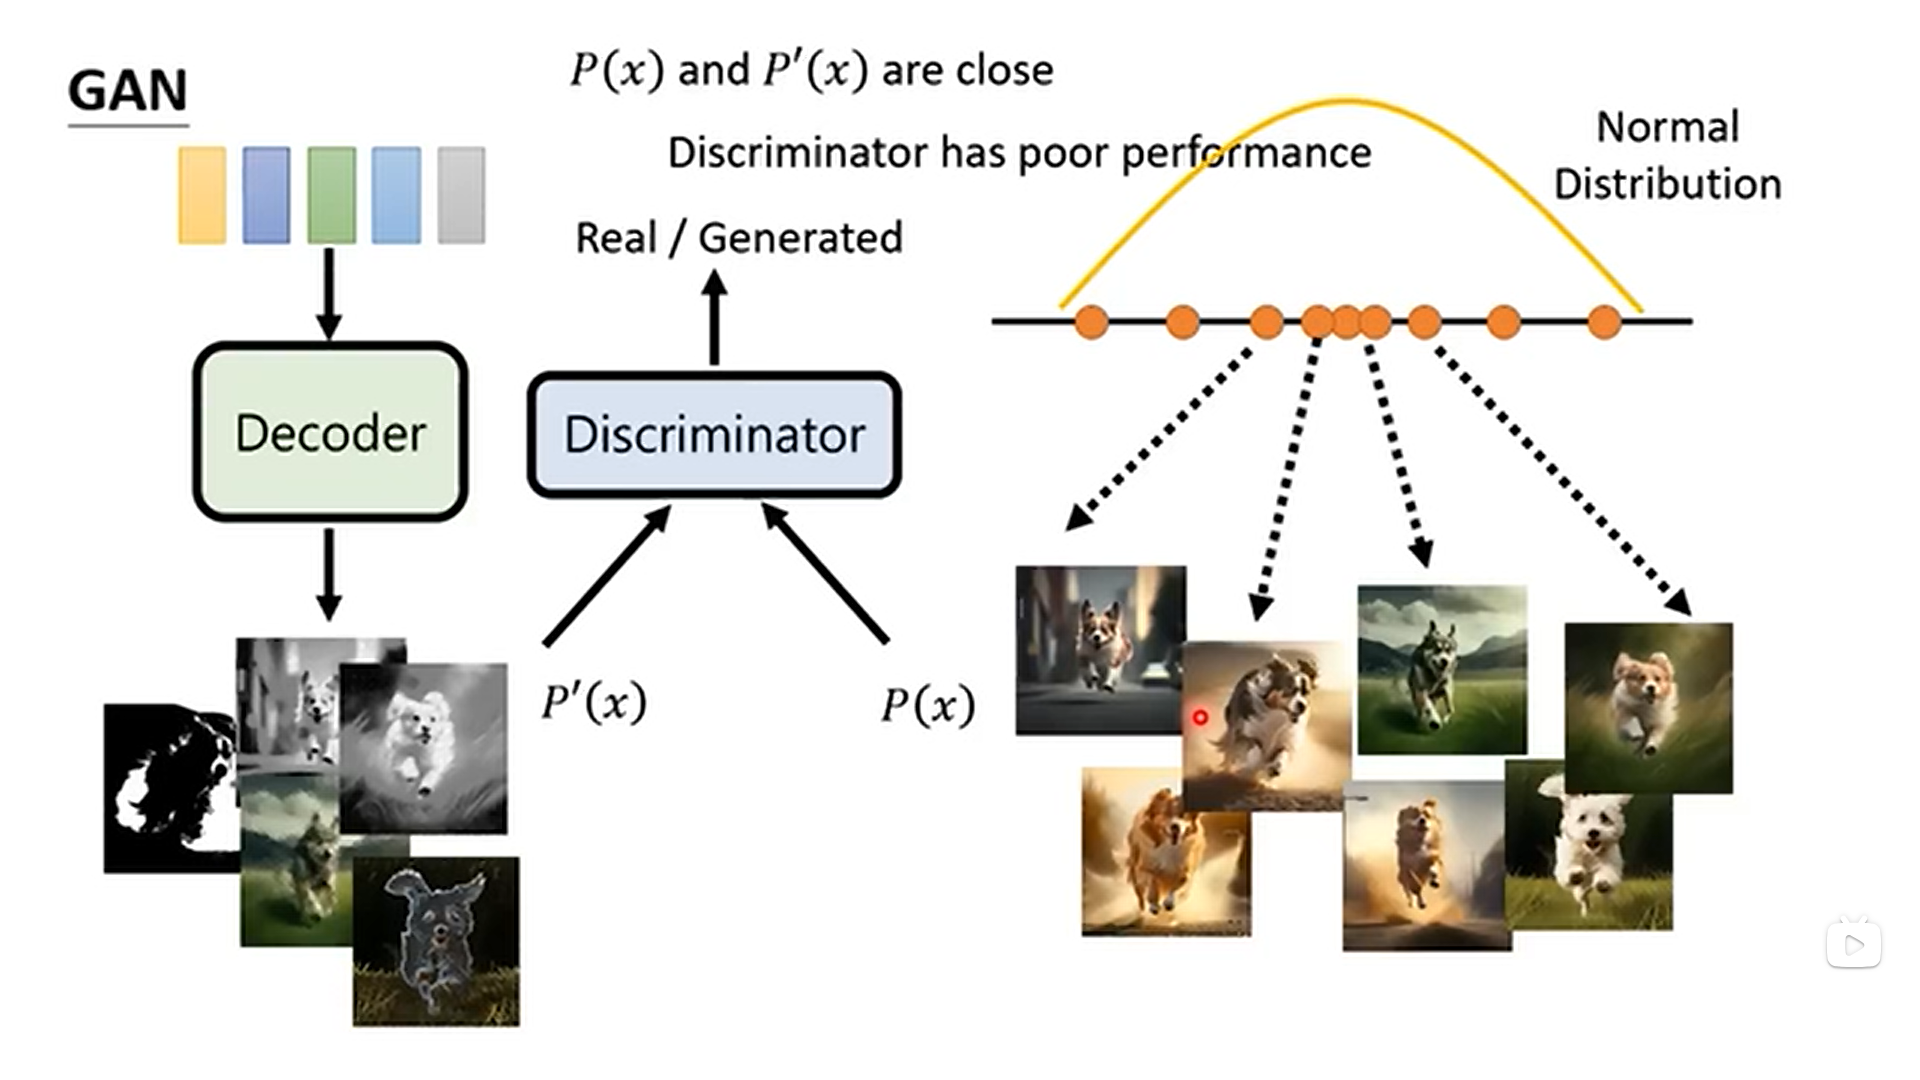 GAN
P(x) and P′(x) are close
Discriminator has poor performance
Real / Generated
Normal
Distribution
Decoder
Discriminator
P′(x)
P(x)